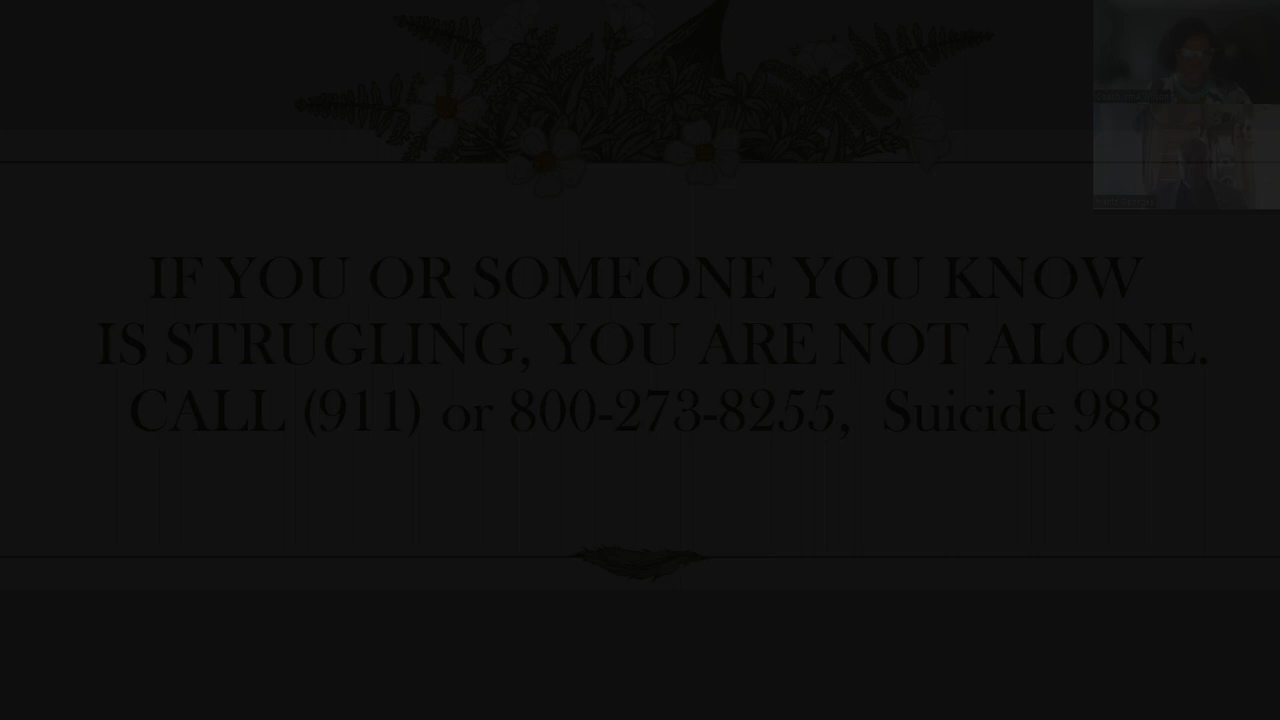 IF YOU OR SOMEONE YOU KNOW
IS STRUGLING, YOU ARE NOT ALONE.
CALL (911) or 800-273-8255, Suicide 988